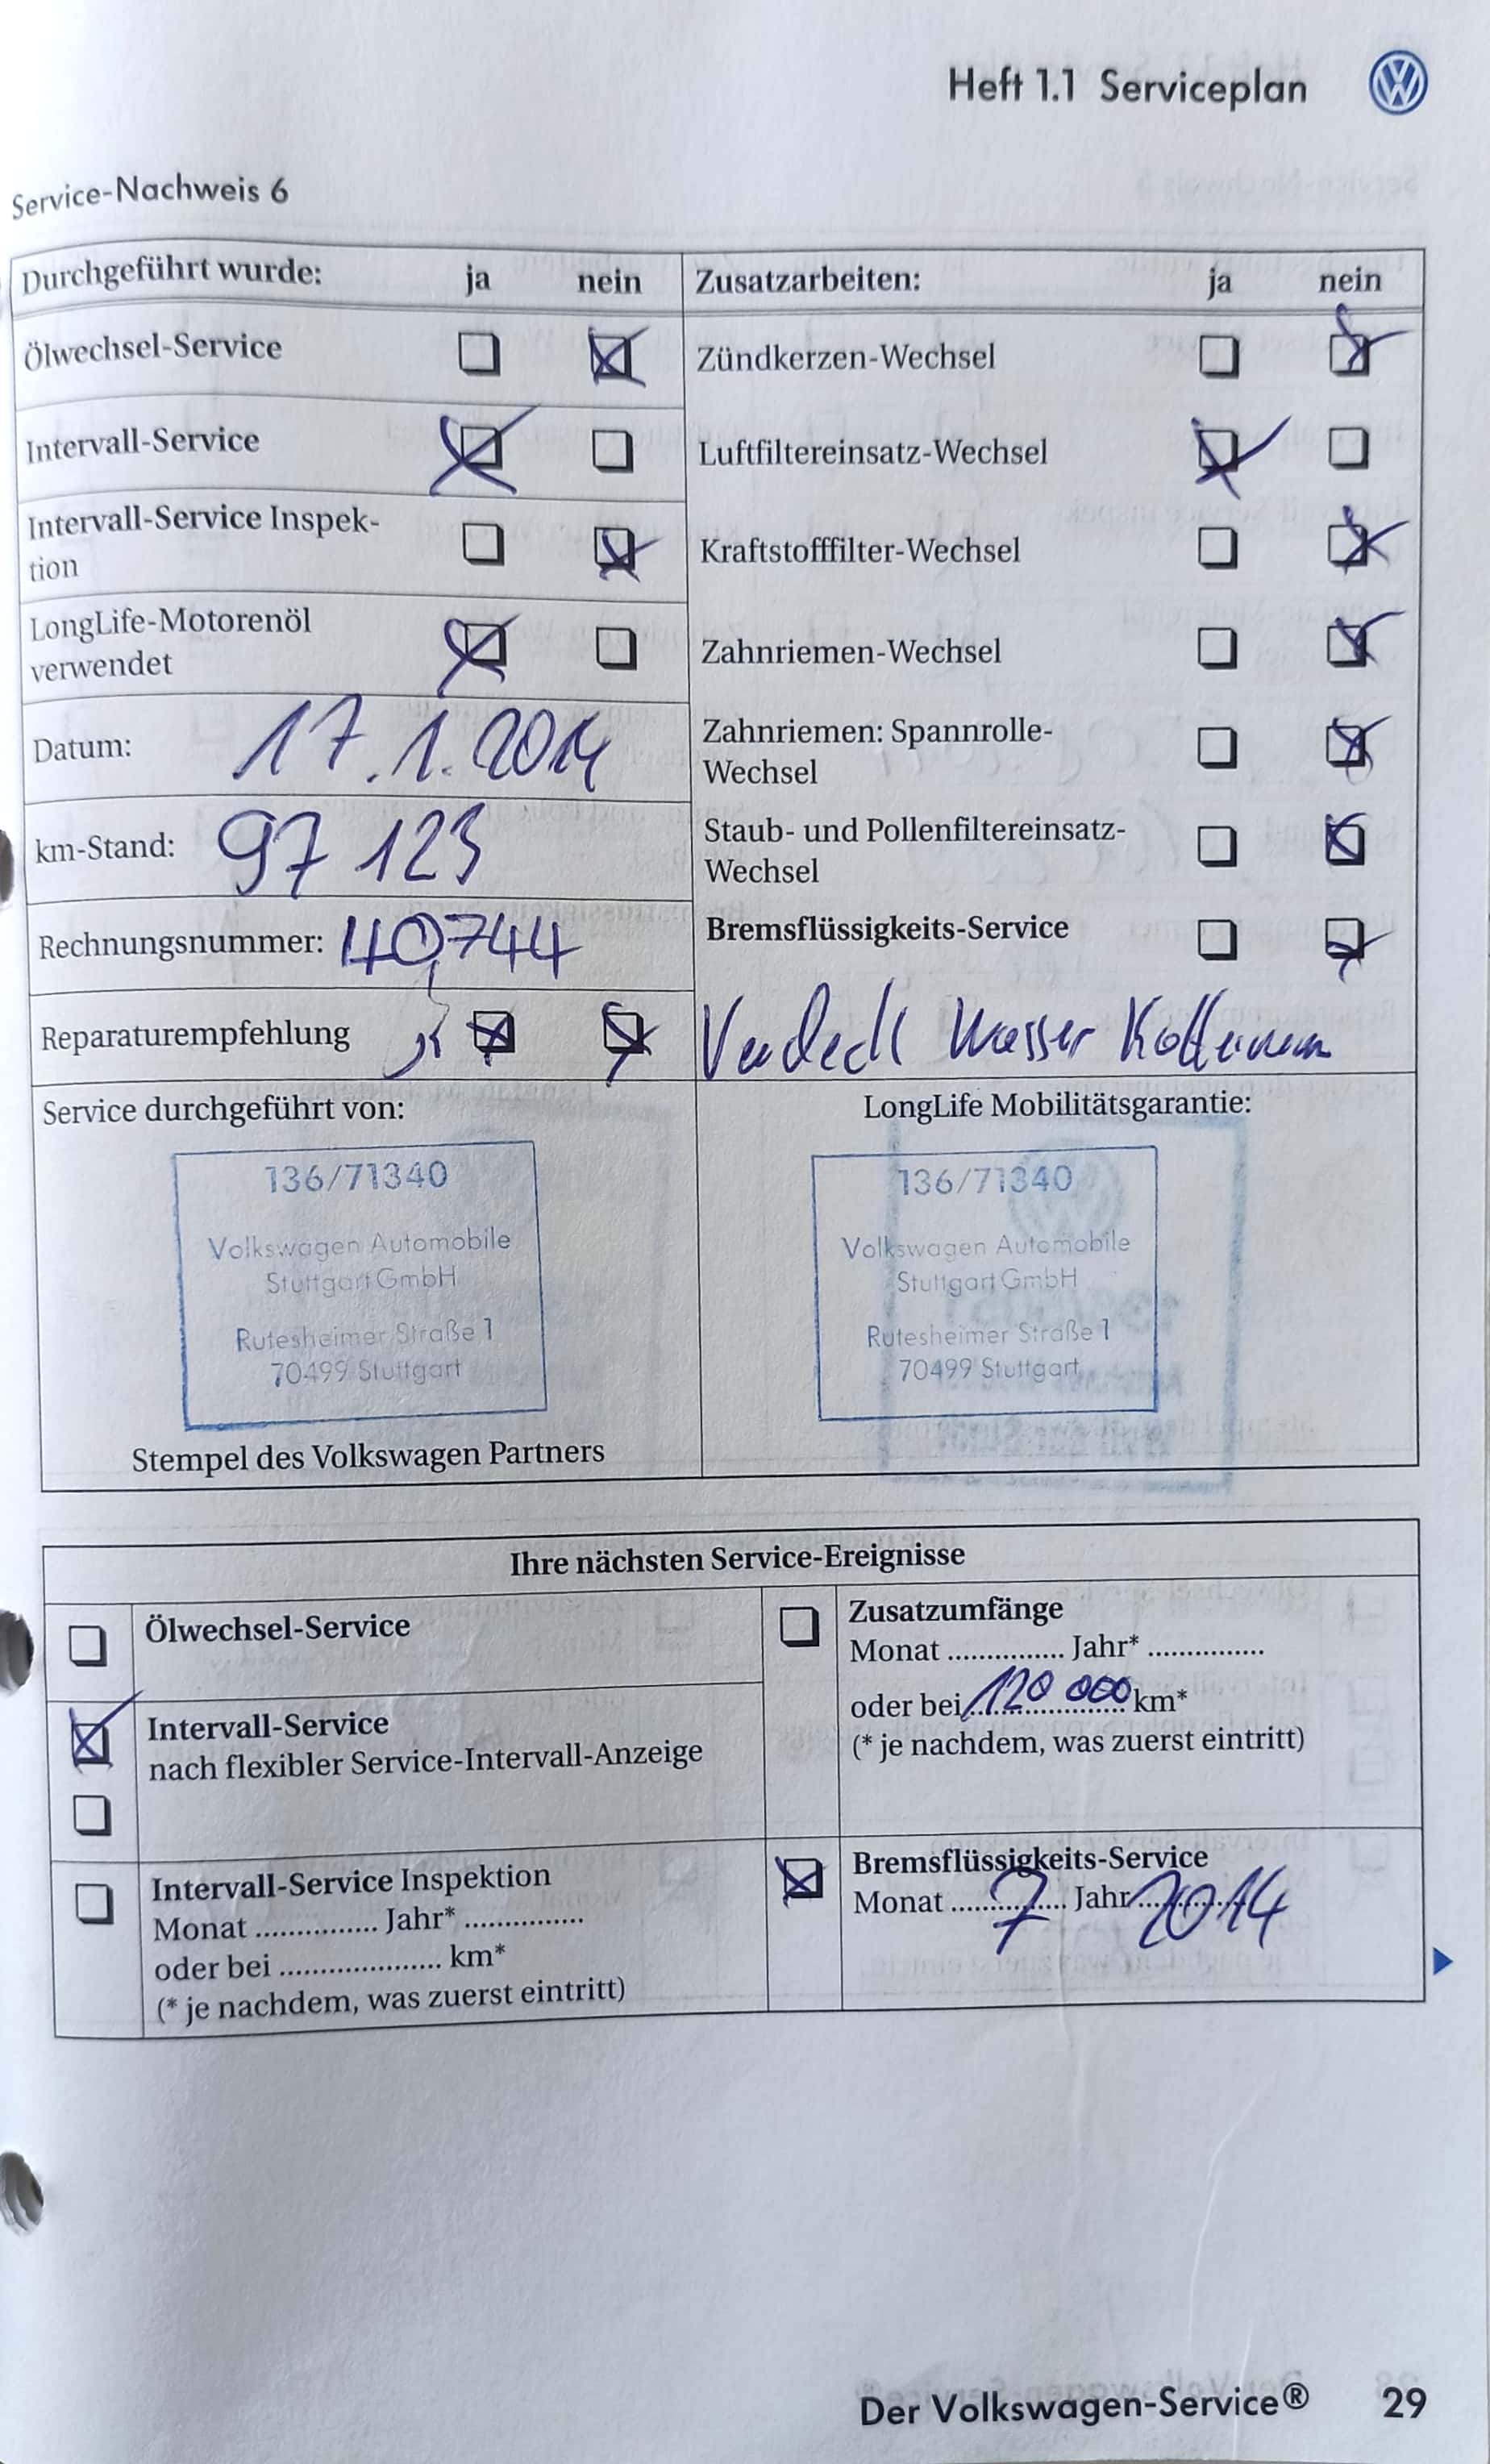 Heft 1.1 Serviceplan
Service-Nachweis 6
Durchgeführt wurde: ja nein
Ölwechsel-Service
Intervall-Service
Intervall-Service Inspek-
tion
LongLife-Motorenöl
verwendet
Datum: 17.1.2014
km-Stand: 97 123
Rechnungsnummer: 140744
Reparaturempfehlung
Zusatzarbeiten: ja nein
Zündkerzen-Wechsel
Luftfiltereinsatz-Wechsel
Kraftstofffilter-Wechsel
Zahnriemen-Wechsel
Zahnriemen: Spannrolle-
Wechsel
Staub- und Pollenfiltereinsatz-
Wechsel
Bremsflüssigkeits-Service
Wasser
Service durchgeführt von:
136/71340
Volkswagen Automobile
Stuttgart GmbH
Rutesheimer Straße 1
70499 Stuttgart
Stempel des Volkswagen Partners
LongLife Mobilitätsgarantie:
136/71340
Volkswagen Automobile
Stuttgart GmbH
Rutesheimer Straße 1
70499 Stuttgart
Ihre nächsten Service-Ereignisse
Ölwechsel-Service
Intervall-Service
nach flexibler Service-Intervall-Anzeige
Intervall-Service Inspektion
Monat ............... Jahr* ...............
oder bei .................... km*
(* je nachdem, was zuerst eintritt)
Zusatzumfänge
Monat ............... Jahr* ...............
oder bei 120 000 km*
(* je nachdem, was zuerst eintritt)
Bremsflüssigkeits-Service
Monat 7 Jahr 2014
Der Volkswagen-Service® 29